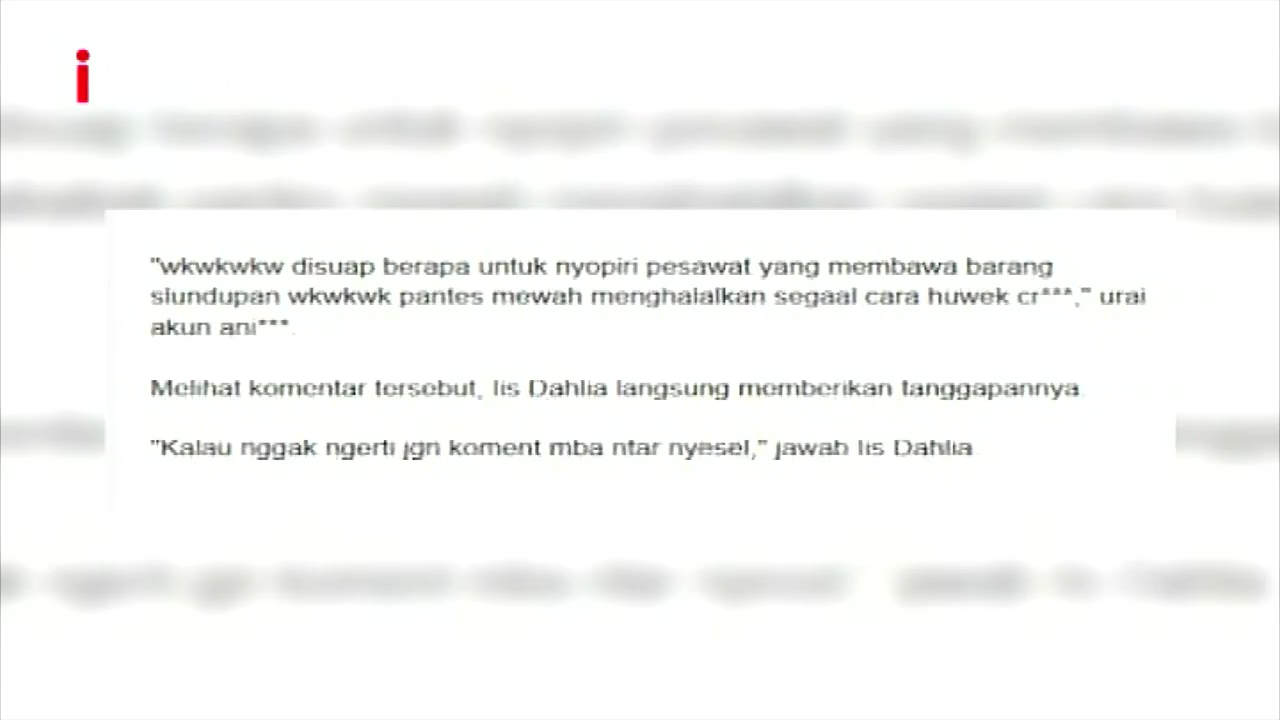 i
"wkwkwkw disuap berapa untuk nyopiri pesawat yang membawa barang
slundupan wkwkwk pantes mewah menghalalkan segaal cara huwek cr***," urai
akun ani***.
Melihat komentar tersebut, Iis Dahlia langsung memberikan tanggapannya.
"Kalau nggak ngerti jgn koment mba ntar nyesel," jawab Iis Dahlia.